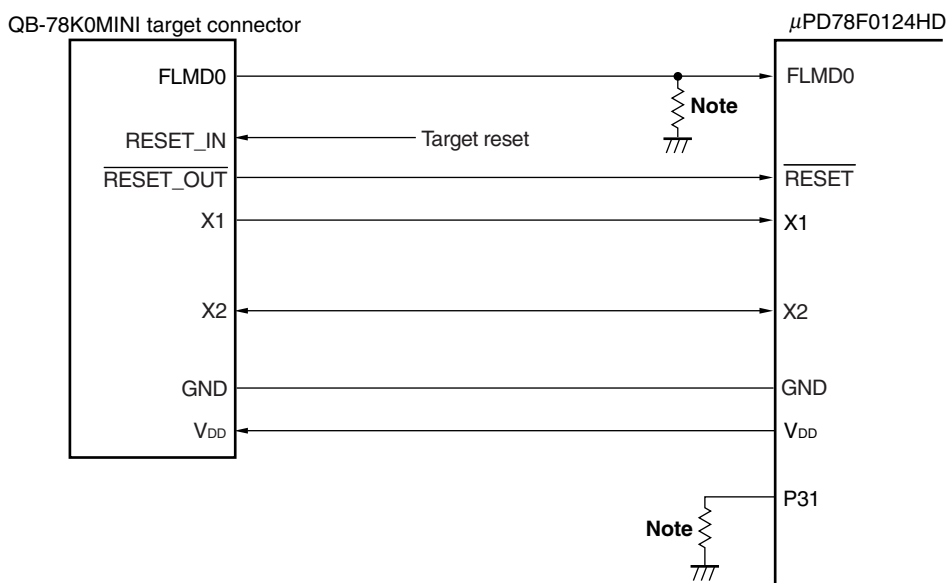 QB-78K0MINI target connector
μPD78F0124HD
FLMD0
FLMD0
Note
RESET_IN
Target reset
RESET_OUT
RESET
X1
X1
X2
X2
GND
GND
VDD
VDD
P31
Note